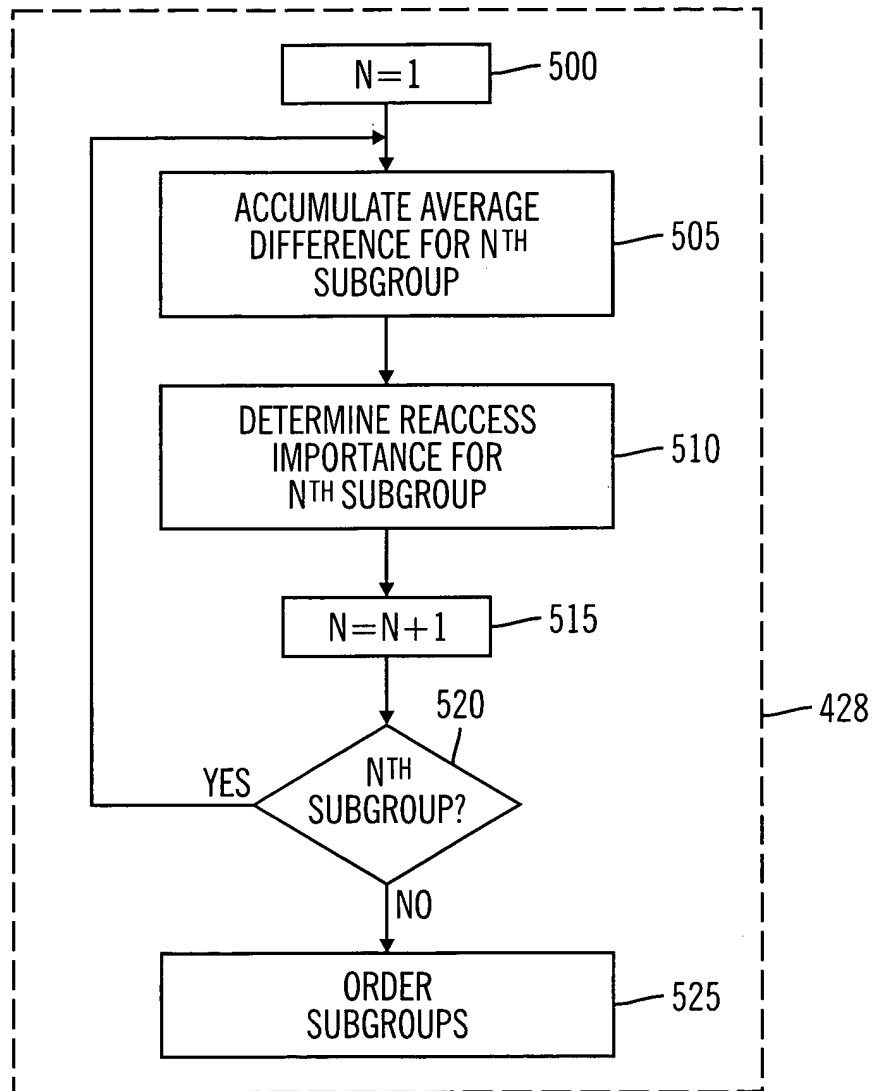 N=1
500
ACCUMULATE AVERAGE
DIFFERENCE FOR NTH
SUBGROUP
505
DETERMINE REACCESS
IMPORTANCE FOR
NTH SUBGROUP
510
N=N+1
515
520
NTH
SUBGROUP?
YES
428
NO
ORDER
SUBGROUPS
525